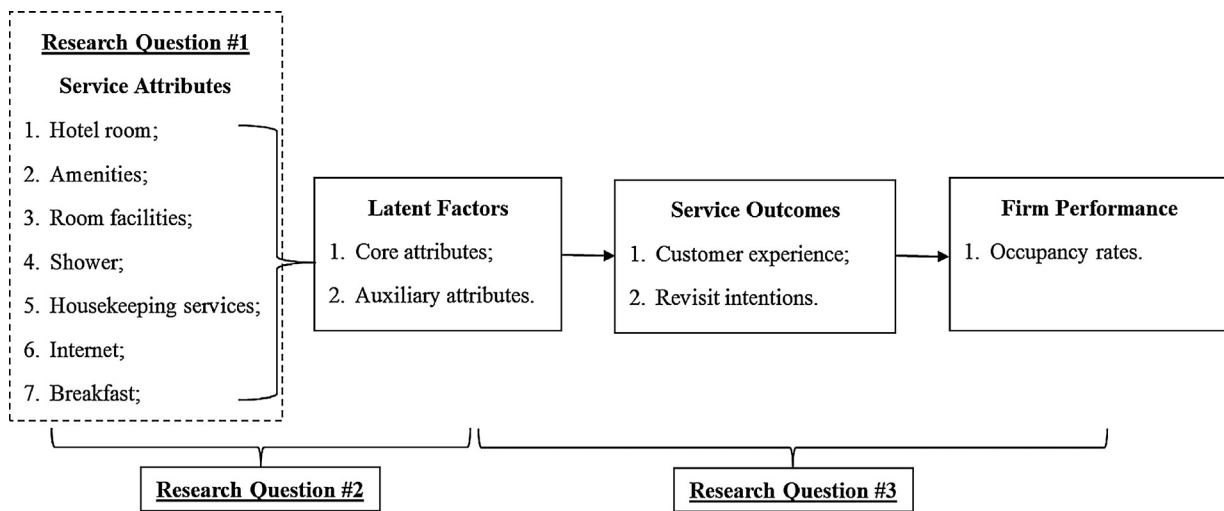 Research Question #1
Service Attributes
1. Hotel room;
2. Amenities;
3. Room facilities;
4. Shower;
5. Housekeeping services;
6. Internet;
7. Breakfast;
Latent Factors
1. Core attributes;
2. Auxiliary attributes.
Service Outcomes
1. Customer experience;
2. Revisit intentions.
Firm Performance
1. Occupancy rates.
Research Question #2
Research Question #3